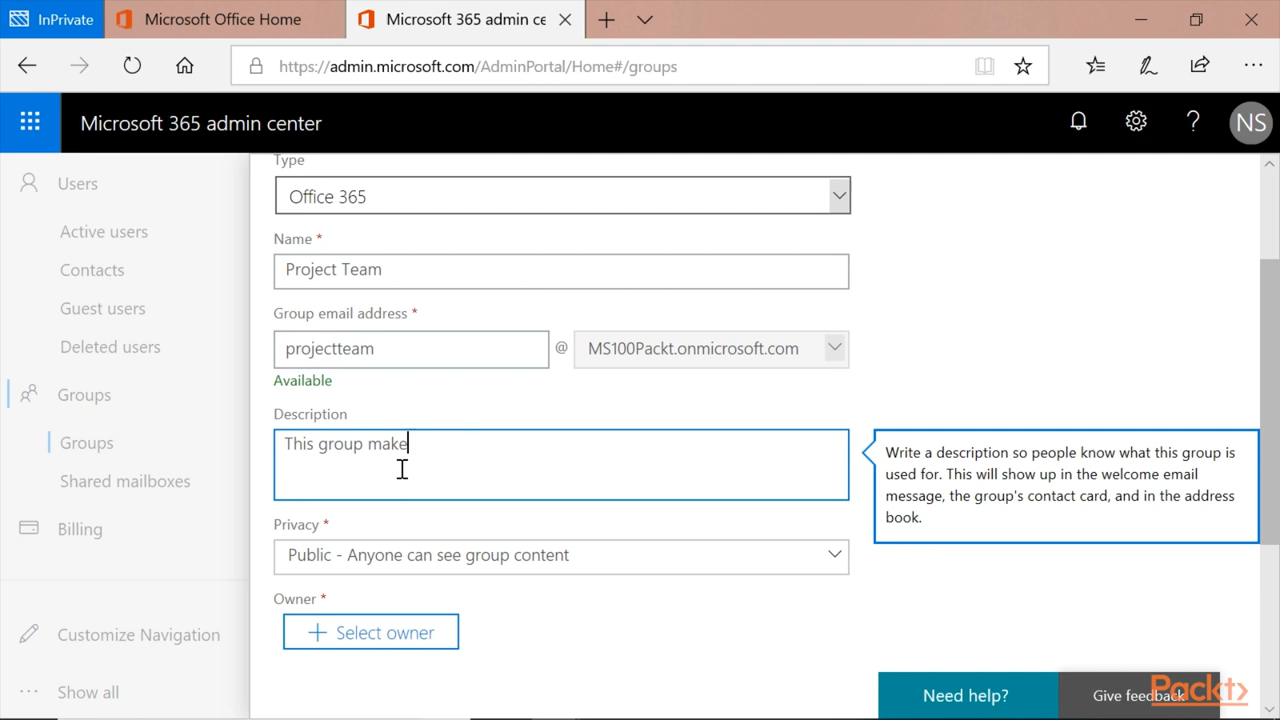 InPrivate
Microsoft Office Home
Microsoft 365 admin ce
https://admin.microsoft.com/AdminPortal/Home#/groups
Microsoft 365 admin center
NS
Users
Active users
Contacts
Guest users
Deleted users
Groups
Groups
Shared mailboxes
Billing
Customize Navigation
Show all
Type
Office 365
Name *
Project Team
Group email address *
projectteam @ MS100Packt.onmicrosoft.com
Available
Description
This group make
Write a description so people know what this group is
used for. This will show up in the welcome email
message, the group's contact card, and in the address
book.
Privacy *
Public - Anyone can see group content
Owner *
Select owner
Need help?
Give feedback
Packt